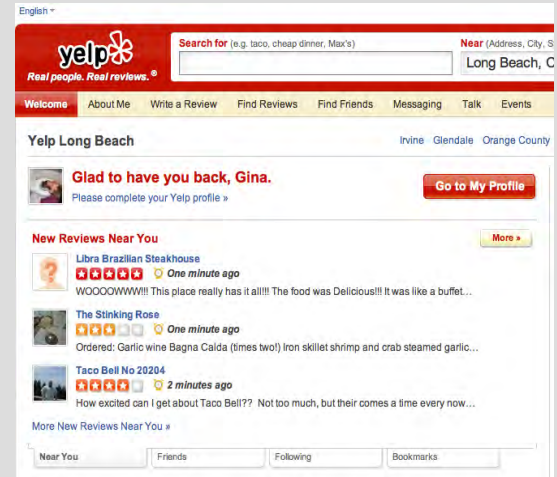 English
yelp
Real people. Real reviews.®
Search for (e.g. taco, cheap dinner, Max's)
Near (Address, City, S
Long Beach, C
Welcome About Me Write a Review Find Reviews Find Friends Messaging Talk Events
Yelp Long Beach
Irvine Glendale Orange County
Glad to have you back, Gina.
Please complete your Yelp profile »
Go to My Profile
New Reviews Near You
More »
Libra Brazilian Steakhouse
One minute ago
WOOOOWWW!!! This place really has it all!!! The food was Delicious!!! It was like a buffet…
The Stinking Rose
One minute ago
Ordered: Garlic wine Bagna Calda (times two!) Iron skillet shrimp and crab steamed garlic…
Taco Bell No 20204
2 minutes ago
How excited can I get about Taco Bell?? Not too much, but their comes a time every now…
More New Reviews Near You »
Near You Friends Following Bookmarks